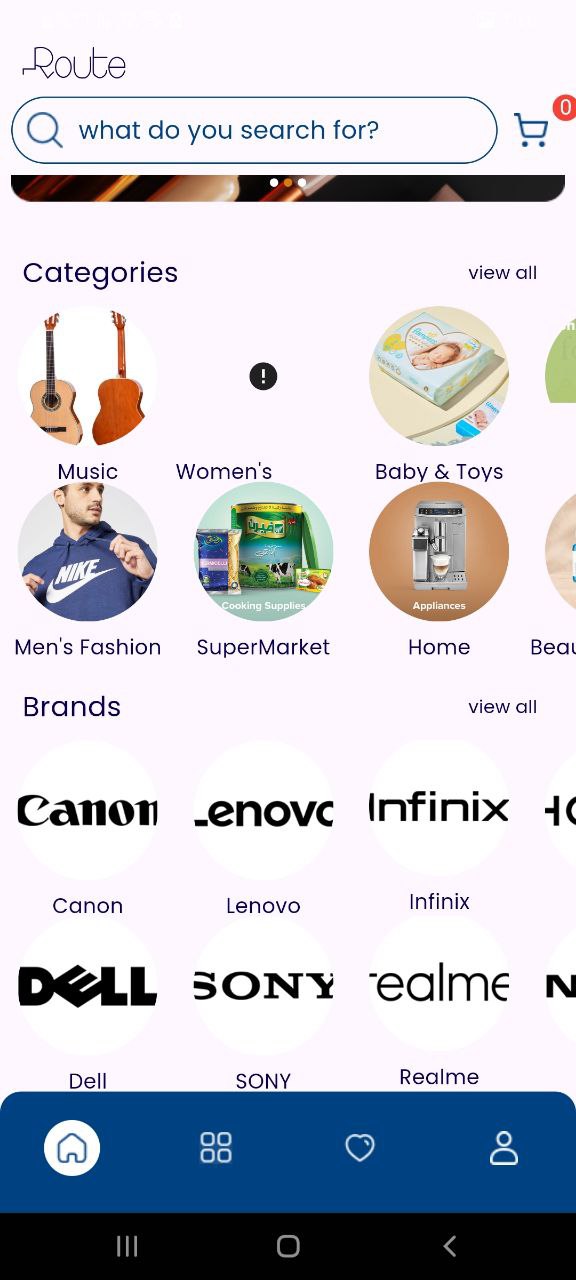 Route
what do you search for?
0
Categories
view all
Music
Women's
Baby & Toys
NIKE
Cooking Supplies
Appliances
Men's Fashion
SuperMarket
Home
Beau
Brands
view all
Canon
Lenovo
Infinix
Canon
Lenovo
Infinix
DELL
SONY
realme
Dell
SONY
Realme